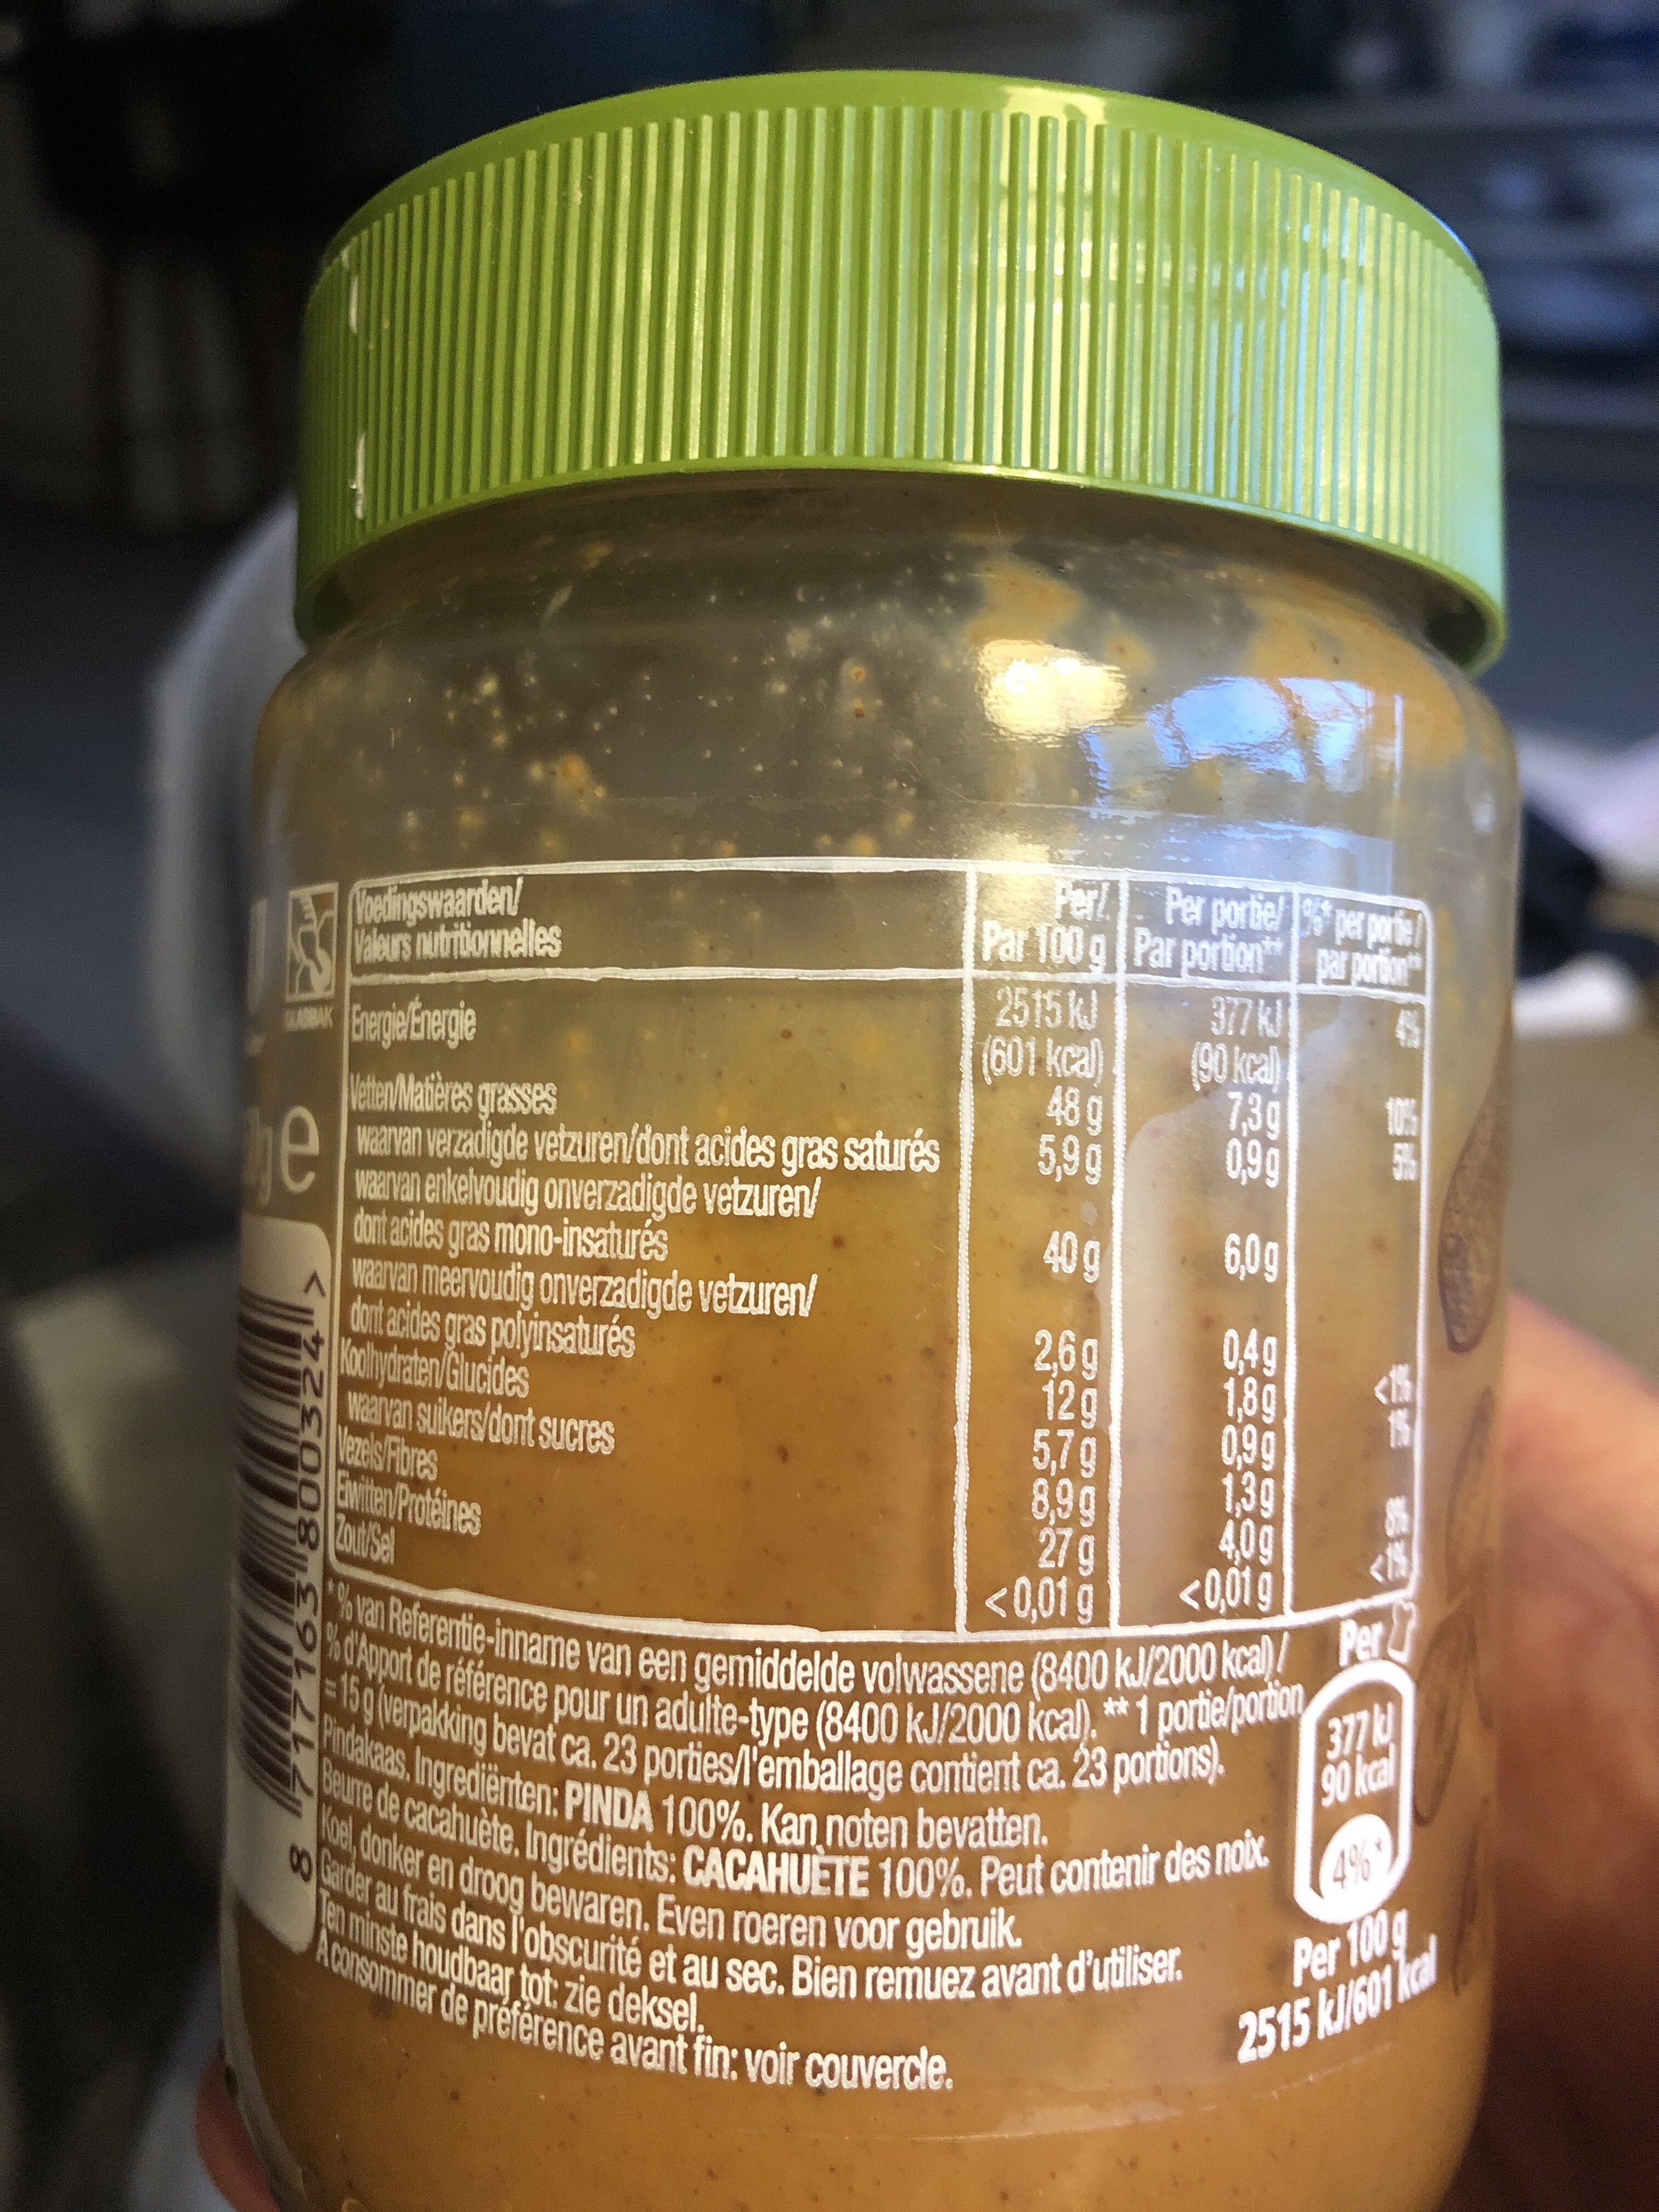 Voedingswaarden/ Per/ Per portie/ %* per portie/
Valeurs nutritionnelles Par 100 g Par portion** par portion**
Energie/Énergie 2515 kJ 377 kJ 4%
(601 kcal) (90 kcal)
Vetten/Matières grasses 48 g 7,3 g 10%
waarvan verzadigde vetzuren/dont acides gras saturés 5,9 g 0,9 g 5%
waarvan enkelvoudig onverzadigde vetzuren/
dont acides gras mono-insaturés 40 g 6,0 g
waarvan meervoudig onverzadigde vetzuren/
dont acides gras polyinsaturés 2,6 g 0,4 g
Koolhydraten/Glucides 12 g 1,8 g <1%
waarvan suikers/dont sucres 5,7 g 0,9 g 1%
Vezels/Fibres 8,9 g 1,3 g
Eiwitten/Protéines 27 g 4,0 g 8%
Zout/Sel <0,01 g <0,01 g <1%
*% van Referentie-inname van een gemiddelde volwassene (8400 kJ/2000 kcal)/
% d'Apport de référence pour un adulte-type (8400 kJ/2000 kcal). ** 1 portie/portion
= 15 g (verpakking bevat ca. 23 porties/l'emballage contient ca. 23 portions).
Pindakaas. Ingrediënten: PINDA 100%. Kan noten bevatten.
Beurre de cacahuète. Ingrédients: CACAHUÈTE 100%. Peut contenir des noix.
Koel, donker en droog bewaren. Even roeren voor gebruik.
Garder au frais dans l'obscurité et au sec. Bien remuez avant d'utiliser.
Ten minste houdbaar tot: zie deksel.
A consommer de préférence avant fin: voir couvercle.
Per
377 kJ
90 kcal
4%*
Per 100 g
2515 kJ/601 kcal
GLASBAK
g e
8 717163 800324 >